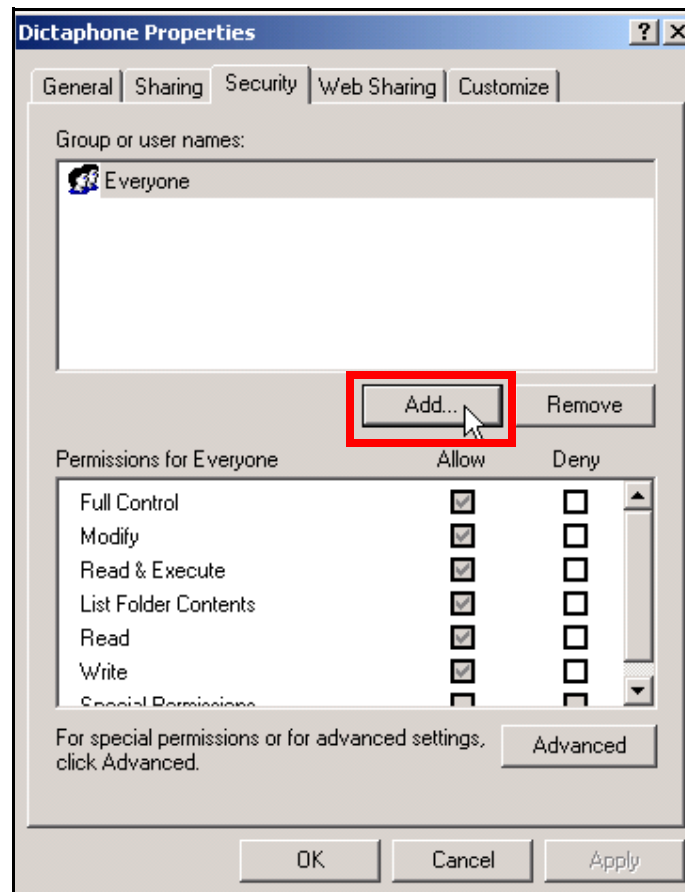 Dictaphone Properties
General Sharing Security Web Sharing Customize
Group or user names:
Everyone
Add... Remove
Permissions for Everyone Allow Deny
Full Control
Modify
Read & Execute
List Folder Contents
Read
Write
Special Permissions
For special permissions or for advanced settings, Advanced
click Advanced.
OK Cancel Apply